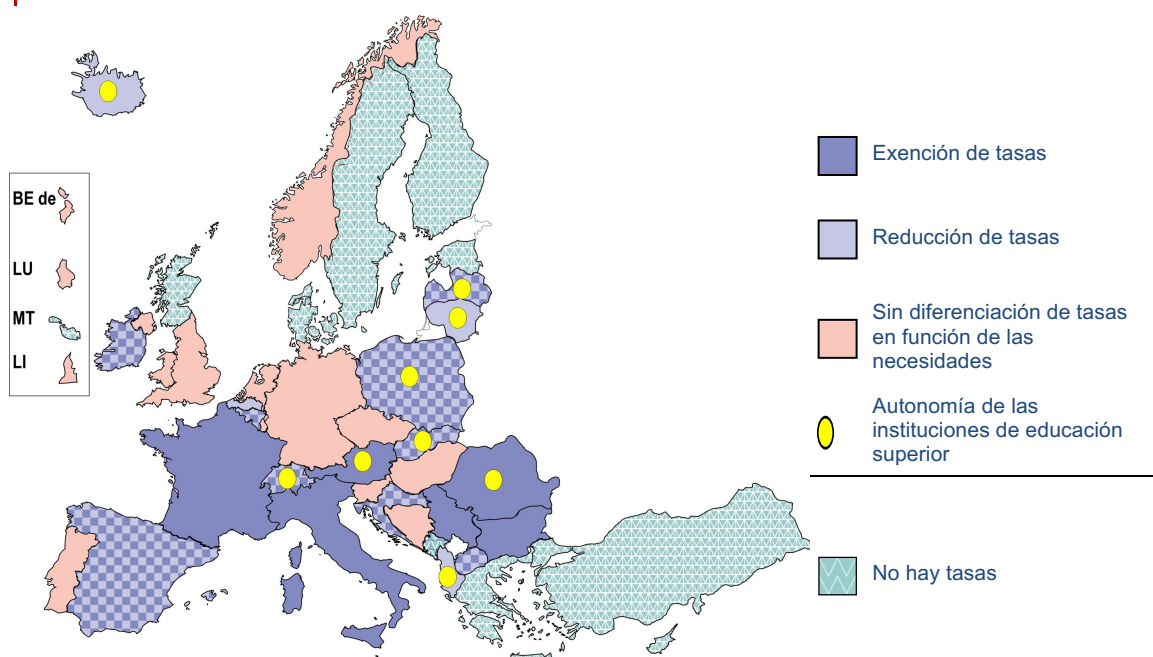 BE de
LU
MT
LI
Exención de tasas
Reducción de tasas
Sin diferenciación de tasas
en función de las
necesidades
Autonomía de las
instituciones de educación
superior
No hay tasas